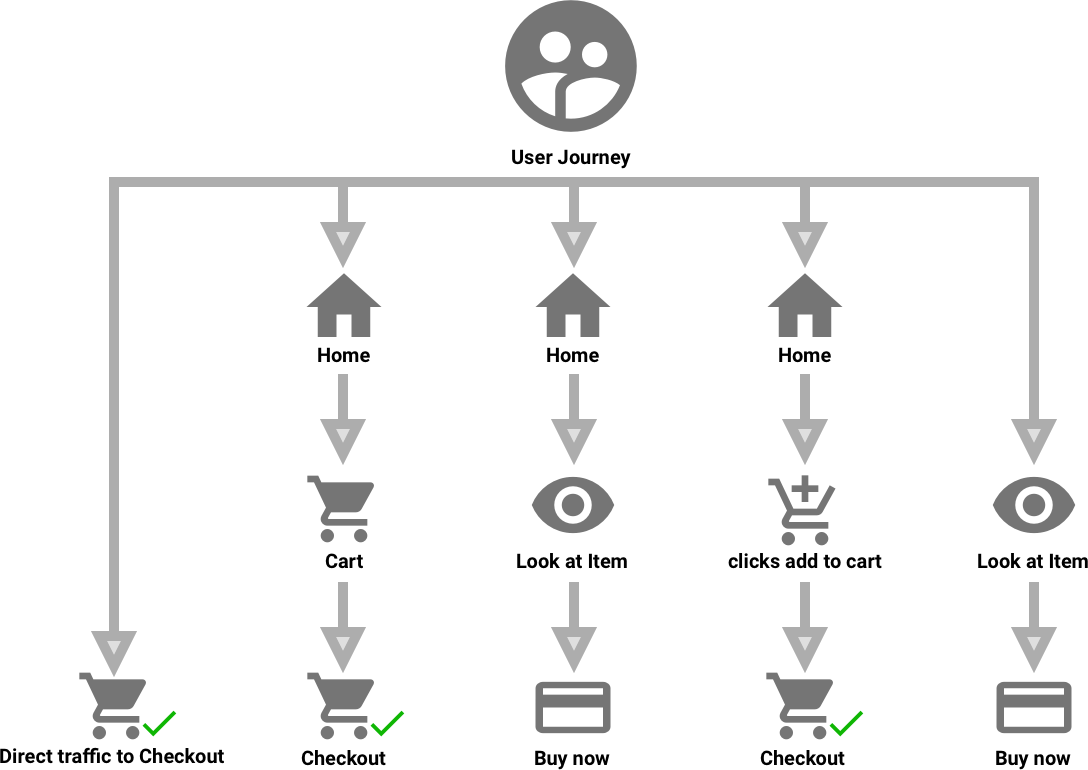 User Journey
Home
Home
Home
Cart
Look at Item
clicks add to cart
Look at Item
Direct traffic to Checkout
Checkout
Buy now
Checkout
Buy now